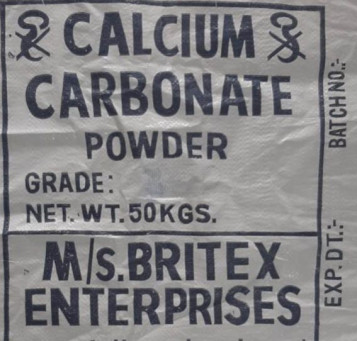 CALCIUM
CARBONATE
POWDER
GRADE:
NET. WT. 50KGS.
M/s.BRITEX
ENTERPRISES
BATCH NO.:-
EXP. DT.:-